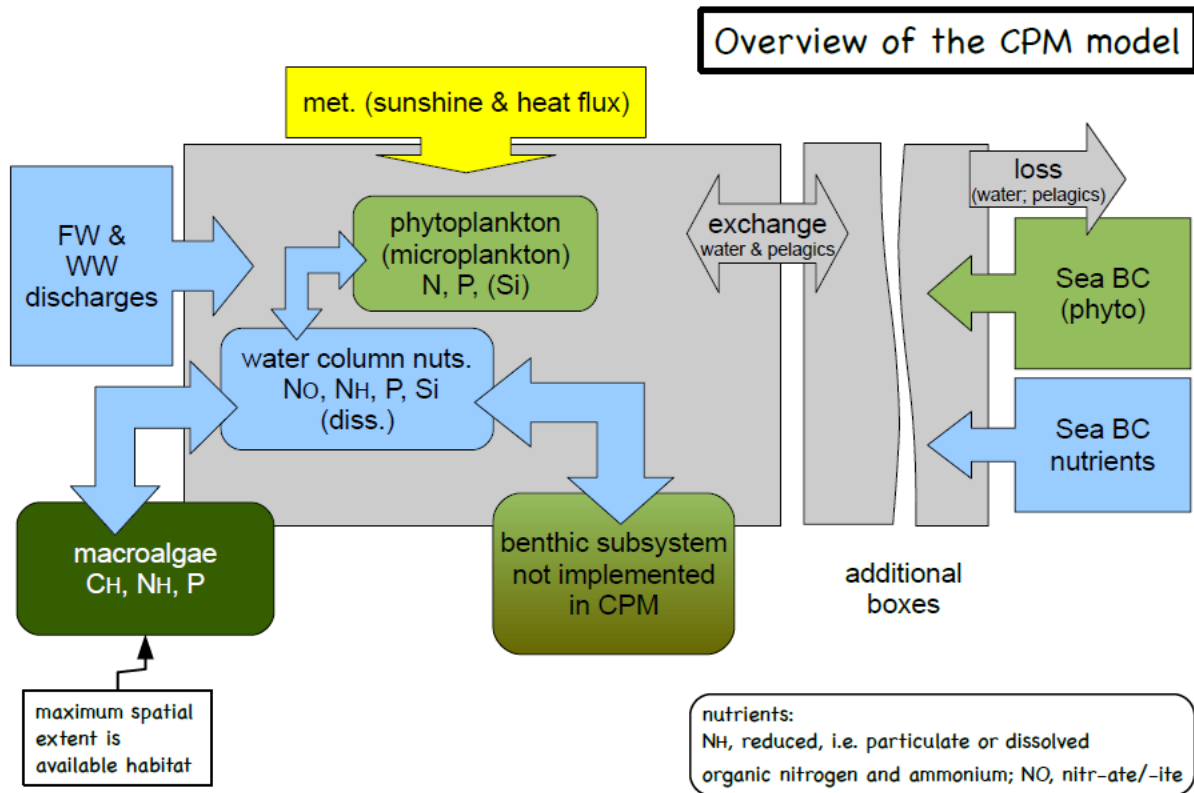 Overview of the CPM model
met. (sunshine & heat flux)
FW &
WW
discharges
phytoplankton
(microplankton)
N, P, (Si)
exchange
water & pelagics
loss
(water; pelagics)
Sea BC
(phyto)
water column nuts.
NO, NH, P, Si
(diss.)
Sea BC
nutrients
macroalgae
CH, NH, P
benthic subsystem
not implemented
in CPM
additional
boxes
maximum spatial
extent is
available habitat
nutrients:
NH, reduced, i.e. particulate or dissolved
organic nitrogen and ammonium; NO, nitr-ate/-ite